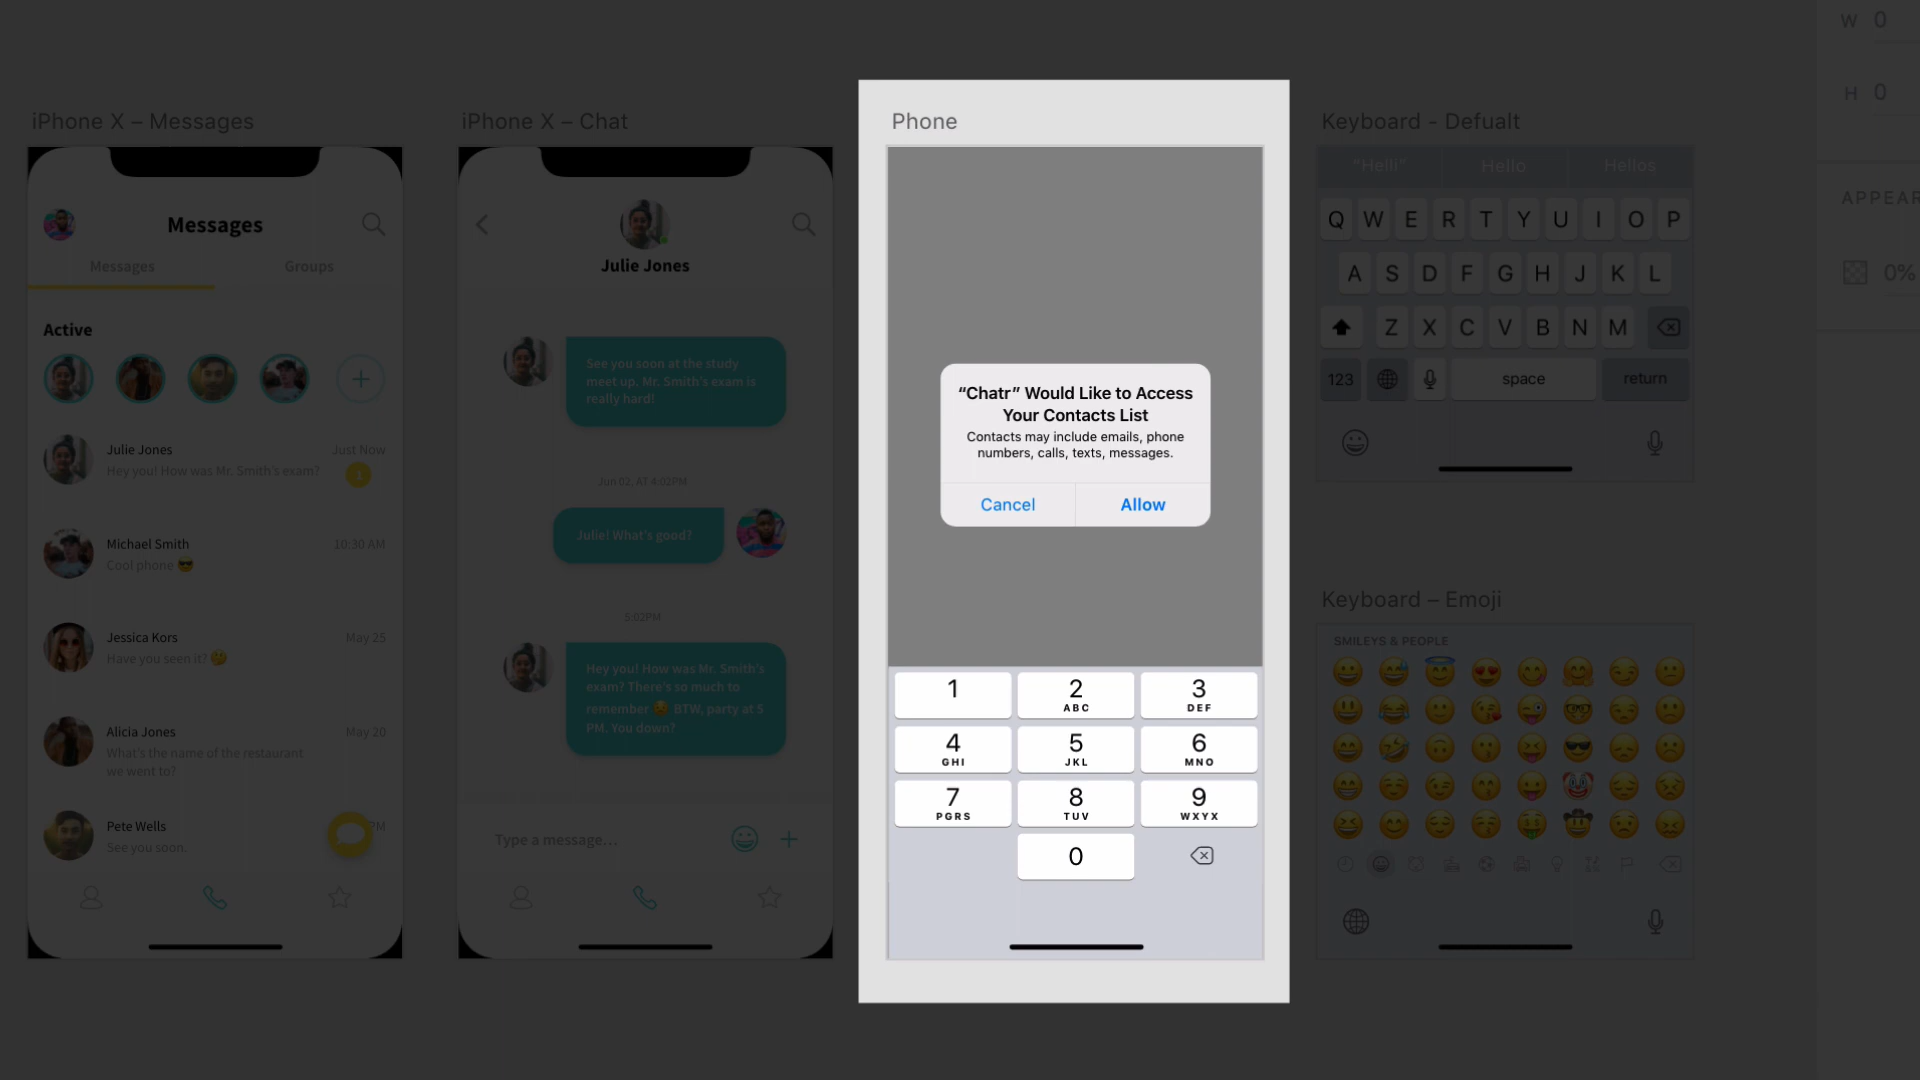 W 0
H 0
APPEAR
0%
iPhone X – Messages
Messages
Messages
Groups
Active
Julie Jones
Just Now
Hey you! How was Mr. Smith's exam?
1
Michael Smith
10:30 AM
Cool phone 😎
Jessica Kors
May 25
Have you seen it? 🤔
Alicia Jones
May 20
What's the name of the restaurant
we went to?
Pete Wells
PM
See you soon.
iPhone X – Chat
Julie Jones
See you soon at the study
meet up. Mr. Smith's exam is
really hard!
Jun 02, AT 4:02PM
Julie! What's good?
5:02PM
Hey you! How was Mr. Smith's
exam? There's so much to
remember 😩 BTW, party at 5
PM. You down?
Type a message...
Phone
“Chatr” Would Like to Access
Your Contacts List
Contacts may include emails, phone
numbers, calls, texts, messages.
Cancel
Allow
1
2
3
ABC
DEF
4
5
6
GHI
JKL
MNO
7
8
9
PGRS
TUV
WXYX
0
Keyboard - Defualt
“Helli”
Hello
Hellos
Q W E R T Y U I O P
A S D F G H J K L
Z X C V B N M
123
space
return
Keyboard – Emoji
SMILEYS & PEOPLE